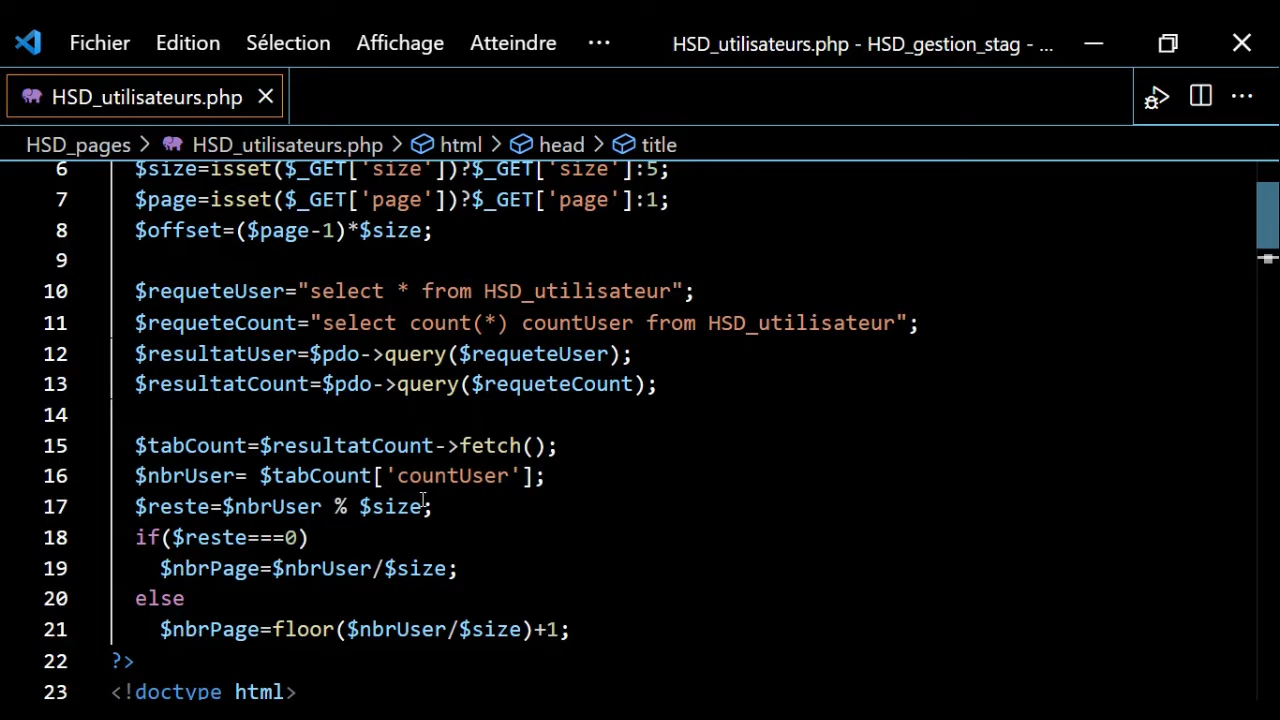 Fichier Edition Sélection Affichage Atteindre ··· HSD_utilisateurs.php - HSD_gestion_stag - ...
HSD_utilisateurs.php
HSD_pages > HSD_utilisateurs.php > html > head > title
6 $size=isset($_GET['size'])?$_GET['size']:5;
7 $page=isset($_GET['page'])?$_GET['page']:1;
8 $offset=($page-1)*$size;
9
10 $requeteUser="select * from HSD_utilisateur";
11 $requeteCount="select count(*) countUser from HSD_utilisateur";
12 $resultatUser=$pdo->query($requeteUser);
13 $resultatCount=$pdo->query($requeteCount);
14
15 $tabCount=$resultatCount->fetch();
16 $nbrUser= $tabCount['countUser'];
17 $reste=$nbrUser % $size;
18 if($reste===0)
19 $nbrPage=$nbrUser/$size;
20 else
21 $nbrPage=floor($nbrUser/$size)+1;
22 ?>
23 <!doctype html>